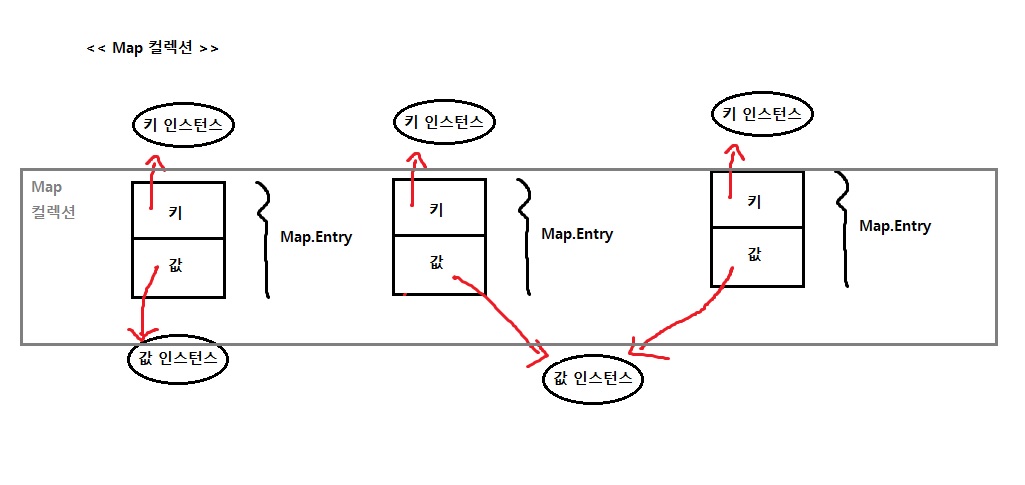 << Map 컬렉션 >>
키 인스턴스
키 인스턴스
키 인스턴스
Map
컬렉션
키
값
Map.Entry
키
값
Map.Entry
키
값
Map.Entry
값 인스턴스
값 인스턴스